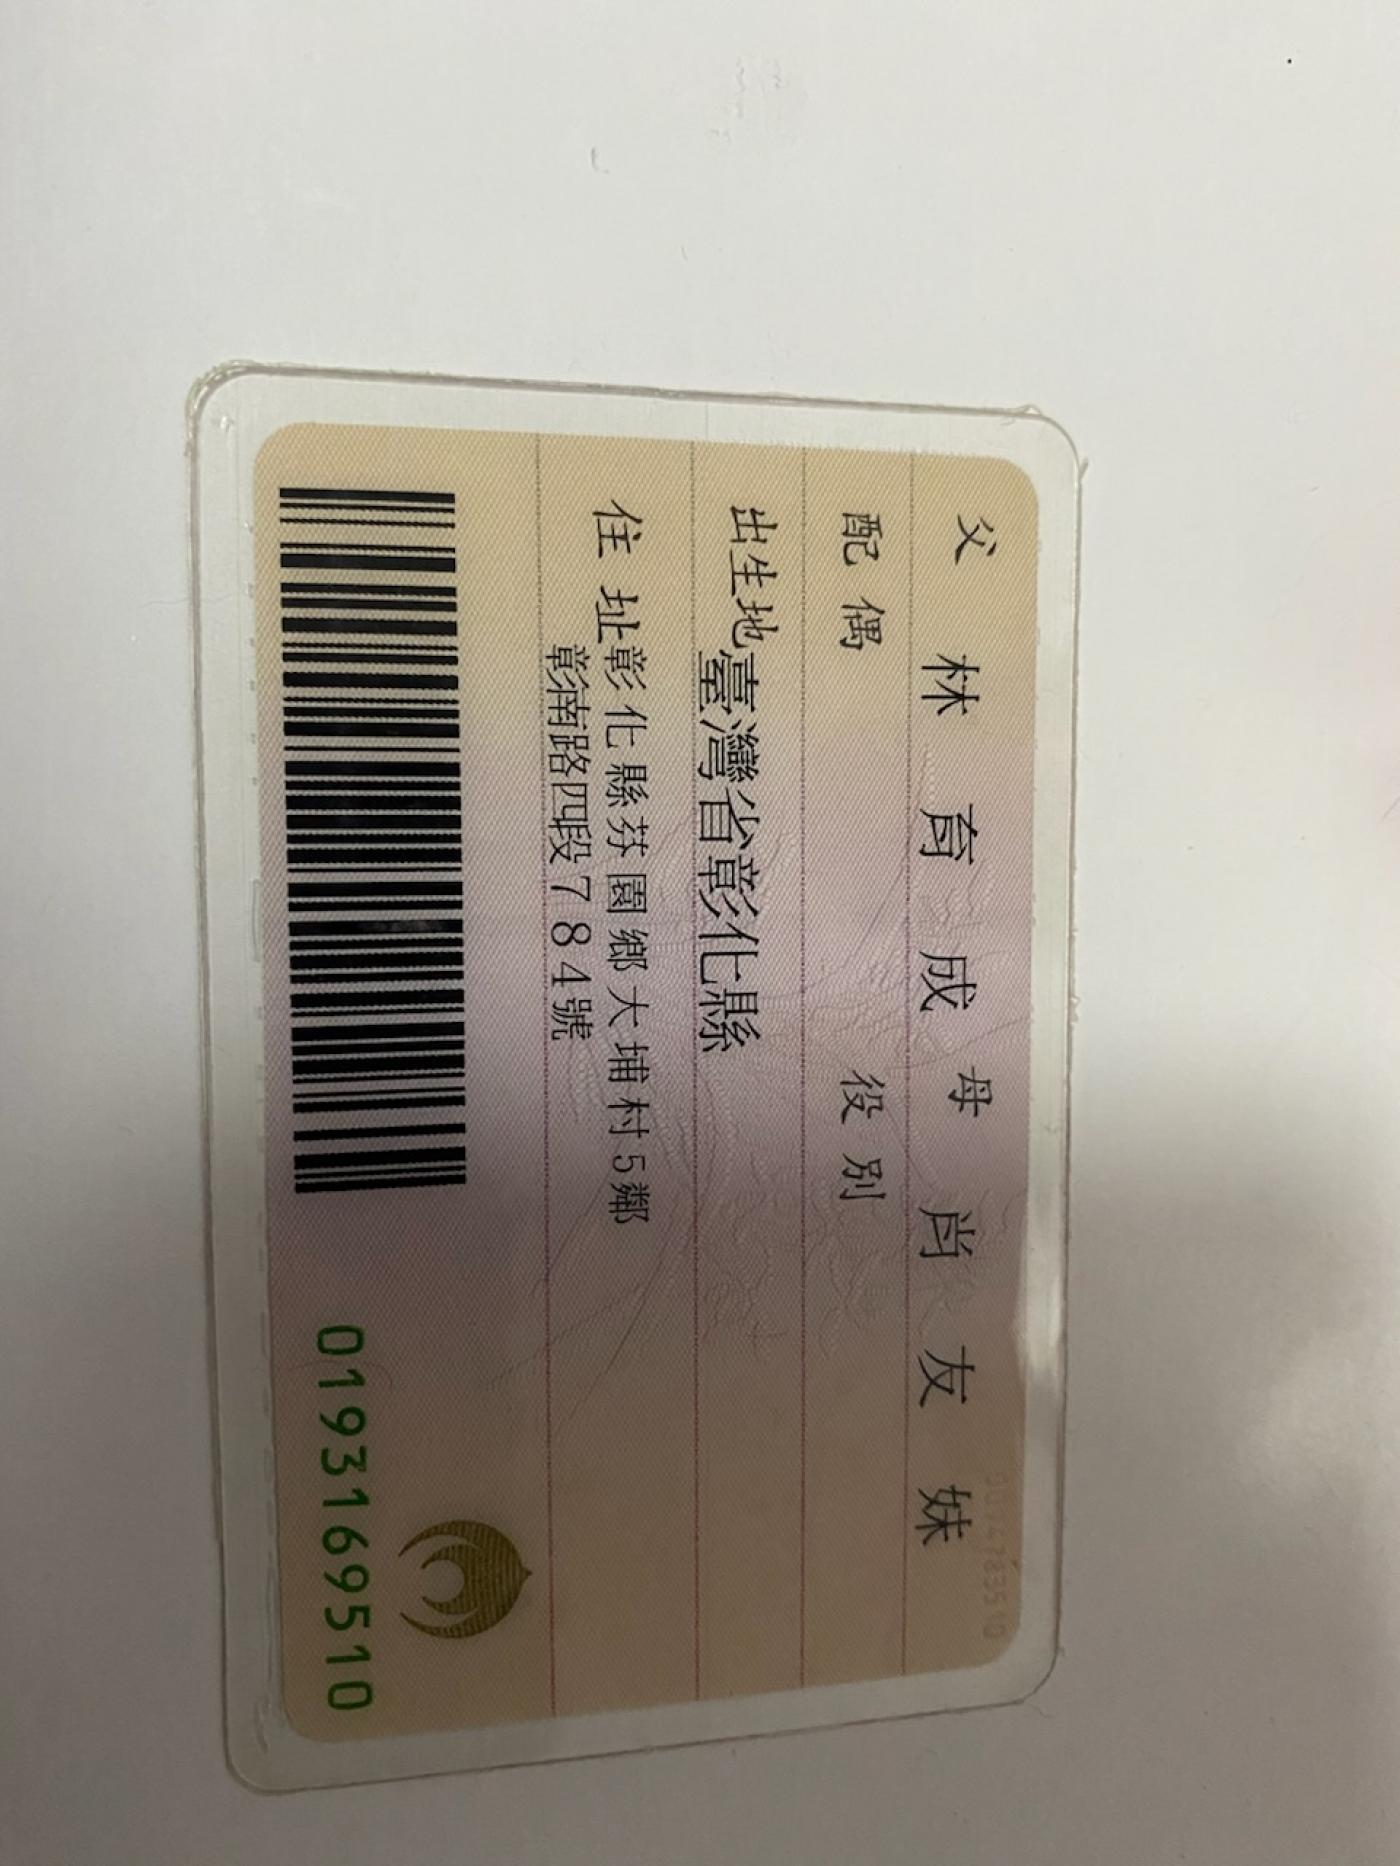 父 林育成 母 尚友妹
配偶 役別
出生地 臺灣省彰化縣
住址 彰化縣芬園鄉大埔村5鄰
彰南路四段784號
0193169510